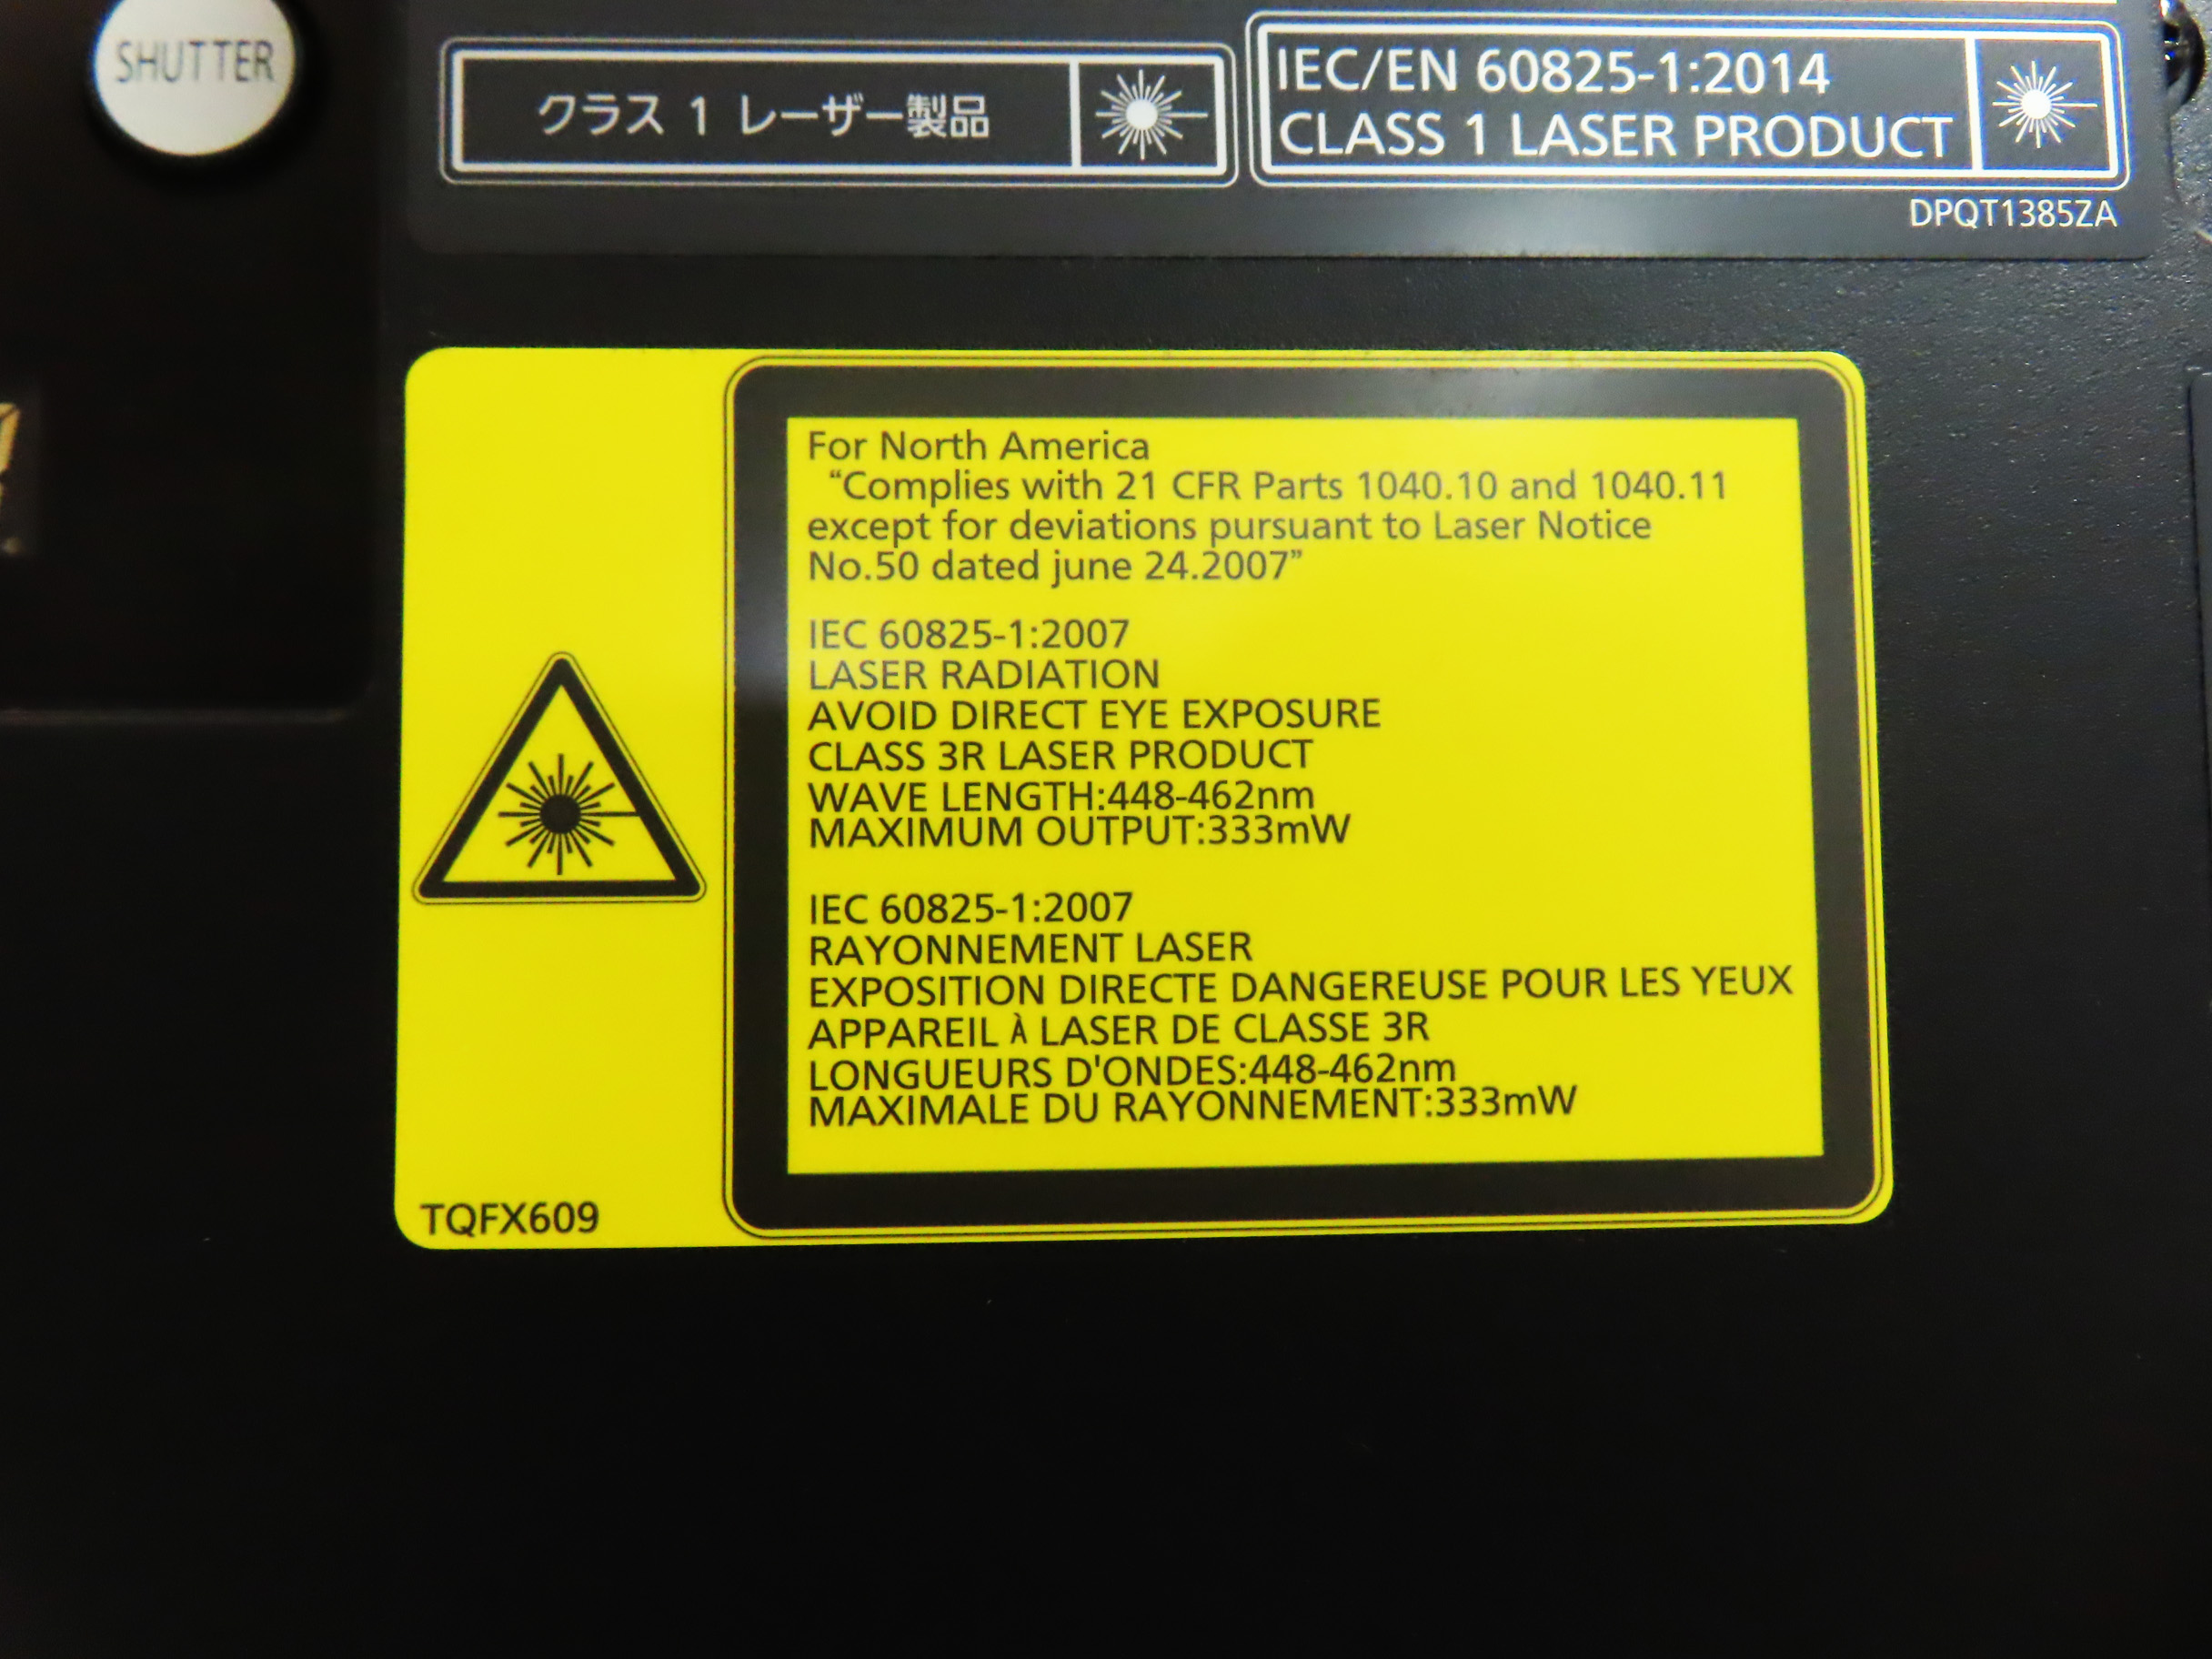 SHUTTER
クラス 1 レーザー製品
IEC/EN 60825-1:2014
CLASS 1 LASER PRODUCT
DPQT1385ZA
For North America
“Complies with 21 CFR Parts 1040.10 and 1040.11
except for deviations pursuant to Laser Notice
No.50 dated june 24.2007”
IEC 60825-1:2007
LASER RADIATION
AVOID DIRECT EYE EXPOSURE
CLASS 3R LASER PRODUCT
WAVE LENGTH:448-462nm
MAXIMUM OUTPUT:333mW
IEC 60825-1:2007
RAYONNEMENT LASER
EXPOSITION DIRECTE DANGEREUSE POUR LES YEUX
APPAREIL À LASER DE CLASSE 3R
LONGUEURS D'ONDES:448-462nm
MAXIMALE DU RAYONNEMENT:333mW
TQFX609